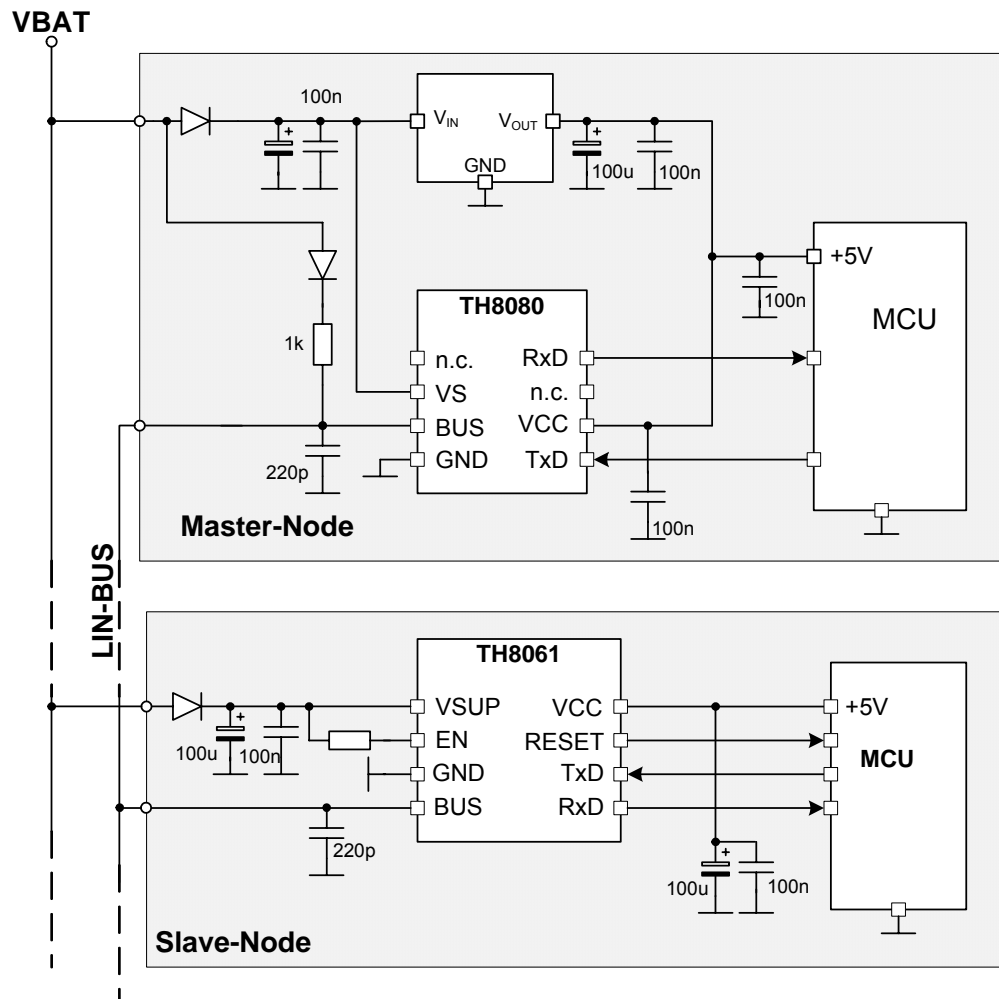 VBAT
100n
VIN
VOUT
GND
100u
100n
+5V
100n
MCU
TH8080
1k
n.c.
RxD
VS
n.c.
BUS
VCC
GND
TxD
220p
100n
Master-Node
LIN-BUS
TH8061
VSUP
VCC
+5V
EN
RESET
100u
100n
GND
TxD
MCU
BUS
RxD
220p
100u
100n
Slave-Node